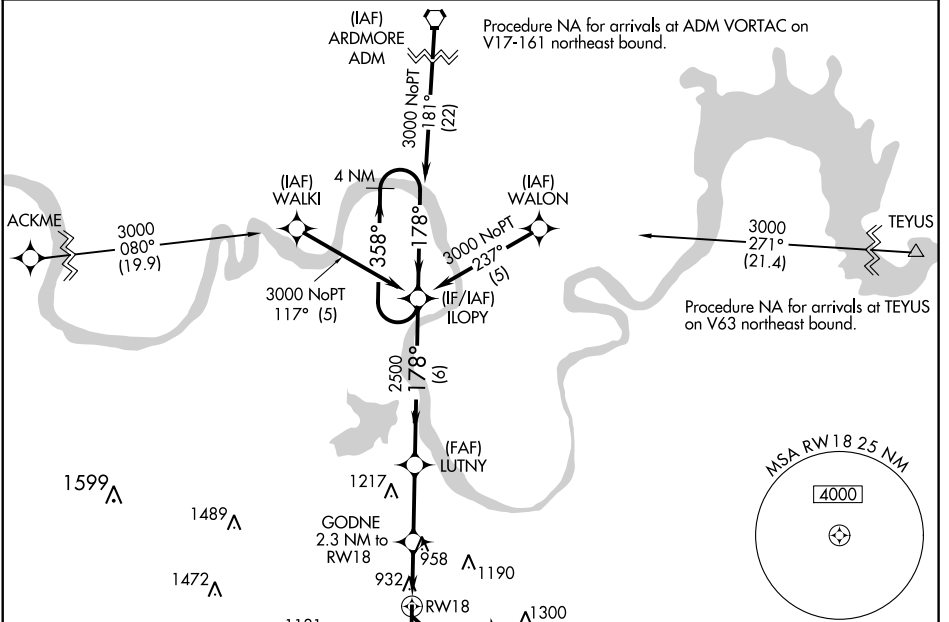 (IAF)
ARDMORE
ADM
Procedure NA for arrivals at ADM VORTAC on
V17-161 northeast bound.
3000 NoPT
181°
(22)
4 NM
(IAF)
WALKI
(IAF)
WALON
ACKME
3000
080°
(19.9)
358°
178°
3000 NoPT
237°
(5)
3000
271°
(21.4)
TEYUS
3000 NoPT
117° (5)
(IF/IAF)
ILOPY
Procedure NA for arrivals at TEYUS
on V63 northeast bound.
2500
178°
(6)
(FAF)
LUTNY
MSA RW18 25 NM
4000
1599
1217
1489
GODNE
2.3 NM to
RW18
958
1190
1472
932
RW18
1300